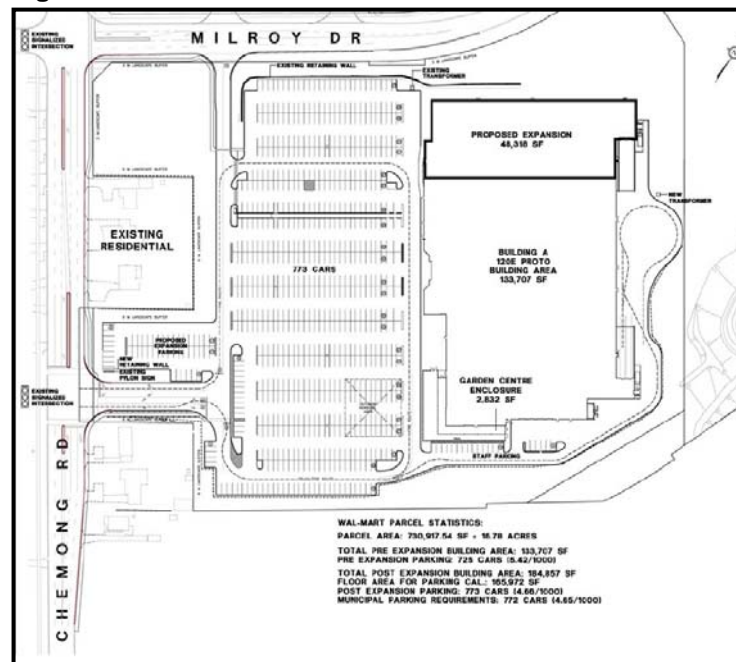 EXISTING
SIGNALIZED
INTERSECTION
MILROY DR
EXISTING RETAINING WALL
EXISTING
TRANSFORMER
PROPOSED EXPANSION
48,318 SF
NEW
TRANSFORMER
EXISTING
RESIDENTIAL
773 CARS
BUILDING A
120E PROTO
BUILDING AREA
133,707 SF
PROPOSED
EXPANSION
PARKING
NEW
RETAINING WALL
EXISTING
PYLON SIGN
EXISTING
SIGNALIZED
INTERSECTION
GARDEN CENTRE
ENCLOSURE
2,832 SF
STAFF PARKING
CHEMONG RD
WAL-MART PARCEL STATISTICS:
PARCEL AREA: 730,917.54 SF - 16.78 ACRES
TOTAL PRE EXPANSION BUILDING AREA: 133,707 SF
PRE EXPANSION PARKING: 725 CARS (5.42/1000)
TOTAL POST EXPANSION BUILDING AREA: 184,857 SF
FLOOR AREA FOR PARKING CAL.: 165,972 SF
POST EXPANSION PARKING: 773 CARS (4.66/1000)
MUNICIPAL PARKING REQUIREMENTS: 772 CARS (4.65/1000)